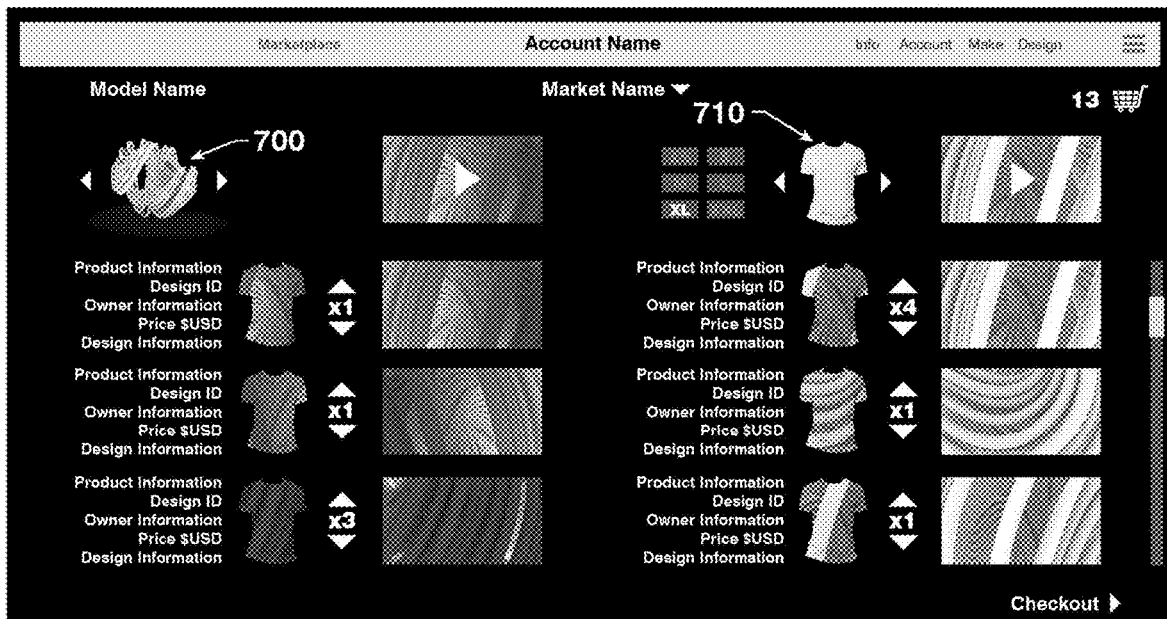 Marketplace Account Name Info Account Make Design
Model Name Market Name
13
700 710
XL
Product Information
Design ID
Owner Information
Price $USD
Design Information
x1
Product Information
Design ID
Owner Information
Price $USD
Design Information
x4
Product Information
Design ID
Owner Information
Price $USD
Design Information
x1
Product Information
Design ID
Owner Information
Price $USD
Design Information
x1
Product Information
Design ID
Owner Information
Price $USD
Design Information
x3
Product Information
Design ID
Owner Information
Price $USD
Design Information
x1
Checkout